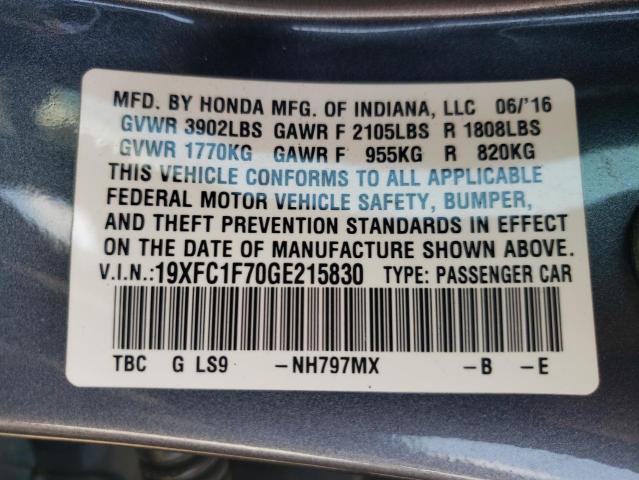 MFD. BY HONDA MFG. OF INDIANA, LLC 06/'16
GVWR 3902LBS GAWR F 2105LBS R 1808LBS
GVWR 1770KG GAWR F 955KG R 820KG
THIS VEHICLE CONFORMS TO ALL APPLICABLE
FEDERAL MOTOR VEHICLE SAFETY, BUMPER,
AND THEFT PREVENTION STANDARDS IN EFFECT
ON THE DATE OF MANUFACTURE SHOWN ABOVE.
V.I.N.:19XFC1F70GE215830 TYPE: PASSENGER CAR
TBC G LS9 -NH797MX -B -E